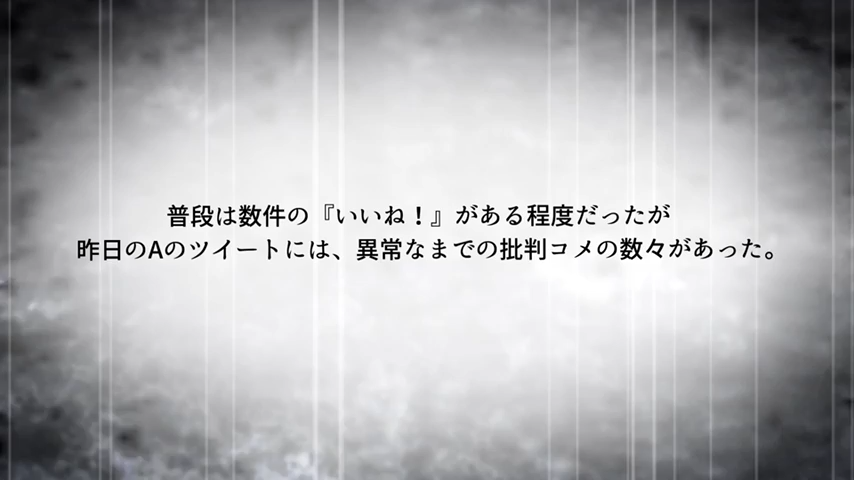 普段は数件の『いいね！』がある程度だったが
昨日のAのツイートには、異常なまでの批判コメの数々があった。